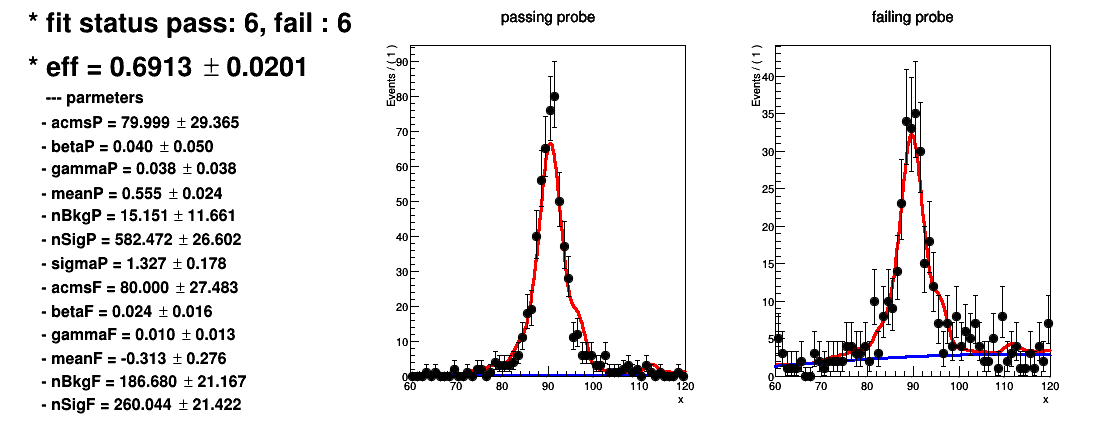 * fit status pass: 6, fail : 6
* eff = 0.6913 ± 0.0201
--- parmeters
- acmsP = 79.999 ± 29.365
- betaP = 0.040 ± 0.050
- gammaP = 0.038 ± 0.038
- meanP = 0.555 ± 0.024
- nBkgP = 15.151 ± 11.661
- nSigP = 582.472 ± 26.602
- sigmaP = 1.327 ± 0.178
- acmsF = 80.000 ± 27.483
- betaF = 0.024 ± 0.016
- gammaF = 0.010 ± 0.013
- meanF = -0.313 ± 0.276
- nBkgF = 186.680 ± 21.167
- nSigF = 260.044 ± 21.422
passing probe
Events / ( 1 )
90
80
70
60
50
40
30
20
10
0
60 70 80 90 100 110 120
x
failing probe
Events / ( 1 )
40
35
30
25
20
15
10
5
0
60 70 80 90 100 110 120
x